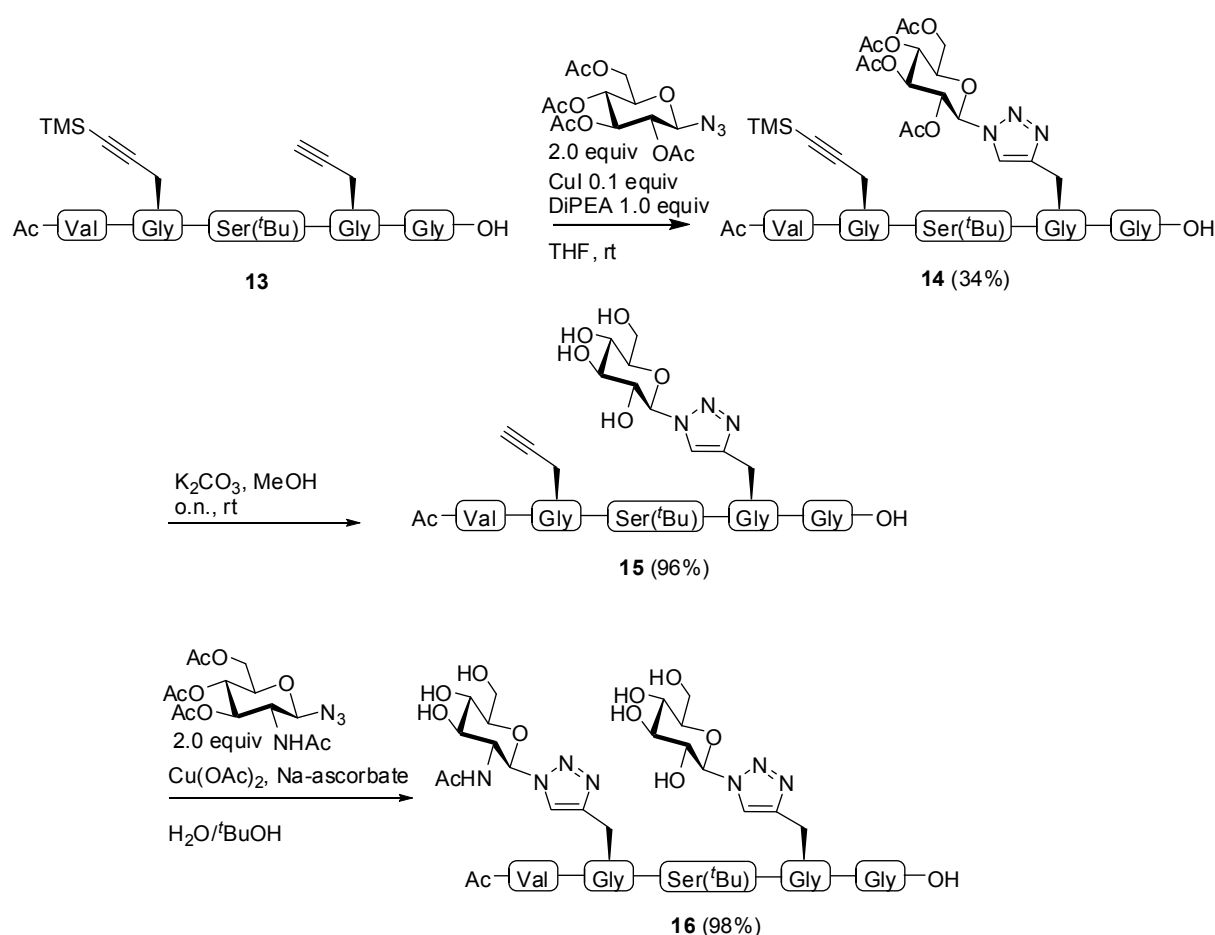 AcO
AcO
AcO
O
AcO
N
N
N
AcO
O
AcO
AcO
N₃
OAc
2.0 equiv
CuI 0.1 equiv
DiPEA 1.0 equiv
THF, rt
TMS
TMS
Ac Val Gly Ser(ᵗBu) Gly Gly OH
Ac Val Gly Ser(ᵗBu) Gly Gly OH
13
14 (34%)
HO
HO
HO
O
HO
N
N
N
K₂CO₃, MeOH
o.n., rt
Ac Val Gly Ser(ᵗBu) Gly Gly OH
15 (96%)
AcO
O
AcO
AcO
N₃
2.0 equiv NHAc
Cu(OAc)₂, Na-ascorbate
H₂O/ᵗBuOH
HO
HO
HO
O
AcHN
N
N
N
HO
HO
HO
O
HO
N
N
N
Ac Val Gly Ser(ᵗBu) Gly Gly OH
16 (98%)